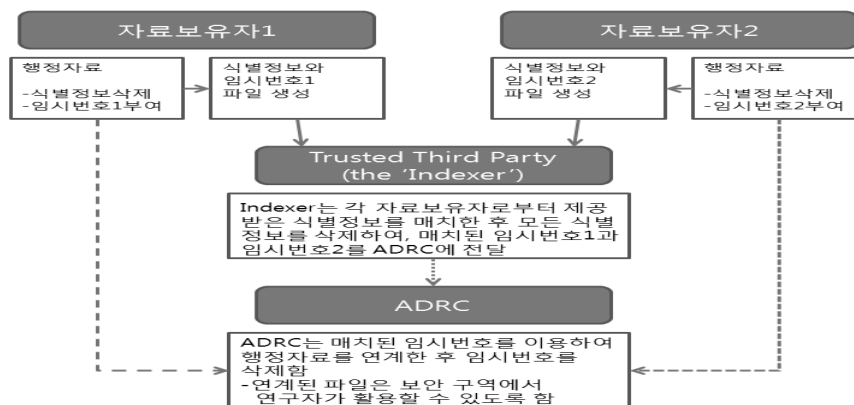 자료보유자1
자료보유자2
행정자료
-식별정보삭제
-임시번호1부여
식별정보와
임시번호1
파일 생성
식별정보와
임시번호2
파일 생성
행정자료
-식별정보삭제
-임시번호2부여
Trusted Third Party
(the ‘Indexer’)
Indexer는 각 자료보유자로부터 제공
받은 식별정보를 매치한 후 모든 식별
정보를 삭제하여, 매치된 임시번호1과
임시번호2를 ADRC에 전달
ADRC
ADRC는 매치된 임시번호를 이용하여
행정자료를 연계한 후 임시번호를
삭제함
-연계된 파일은 보안 구역에서
연구자가 활용할 수 있도록 함